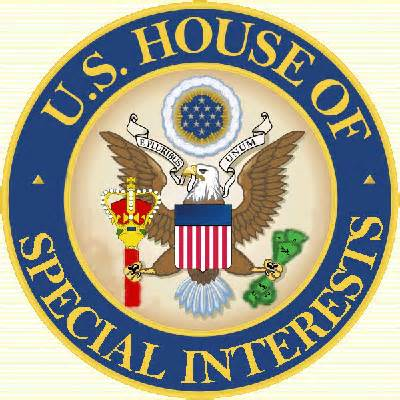 U.S. HOUSE OF
E PLURIBUS UNUM
SPECIAL INTERESTS